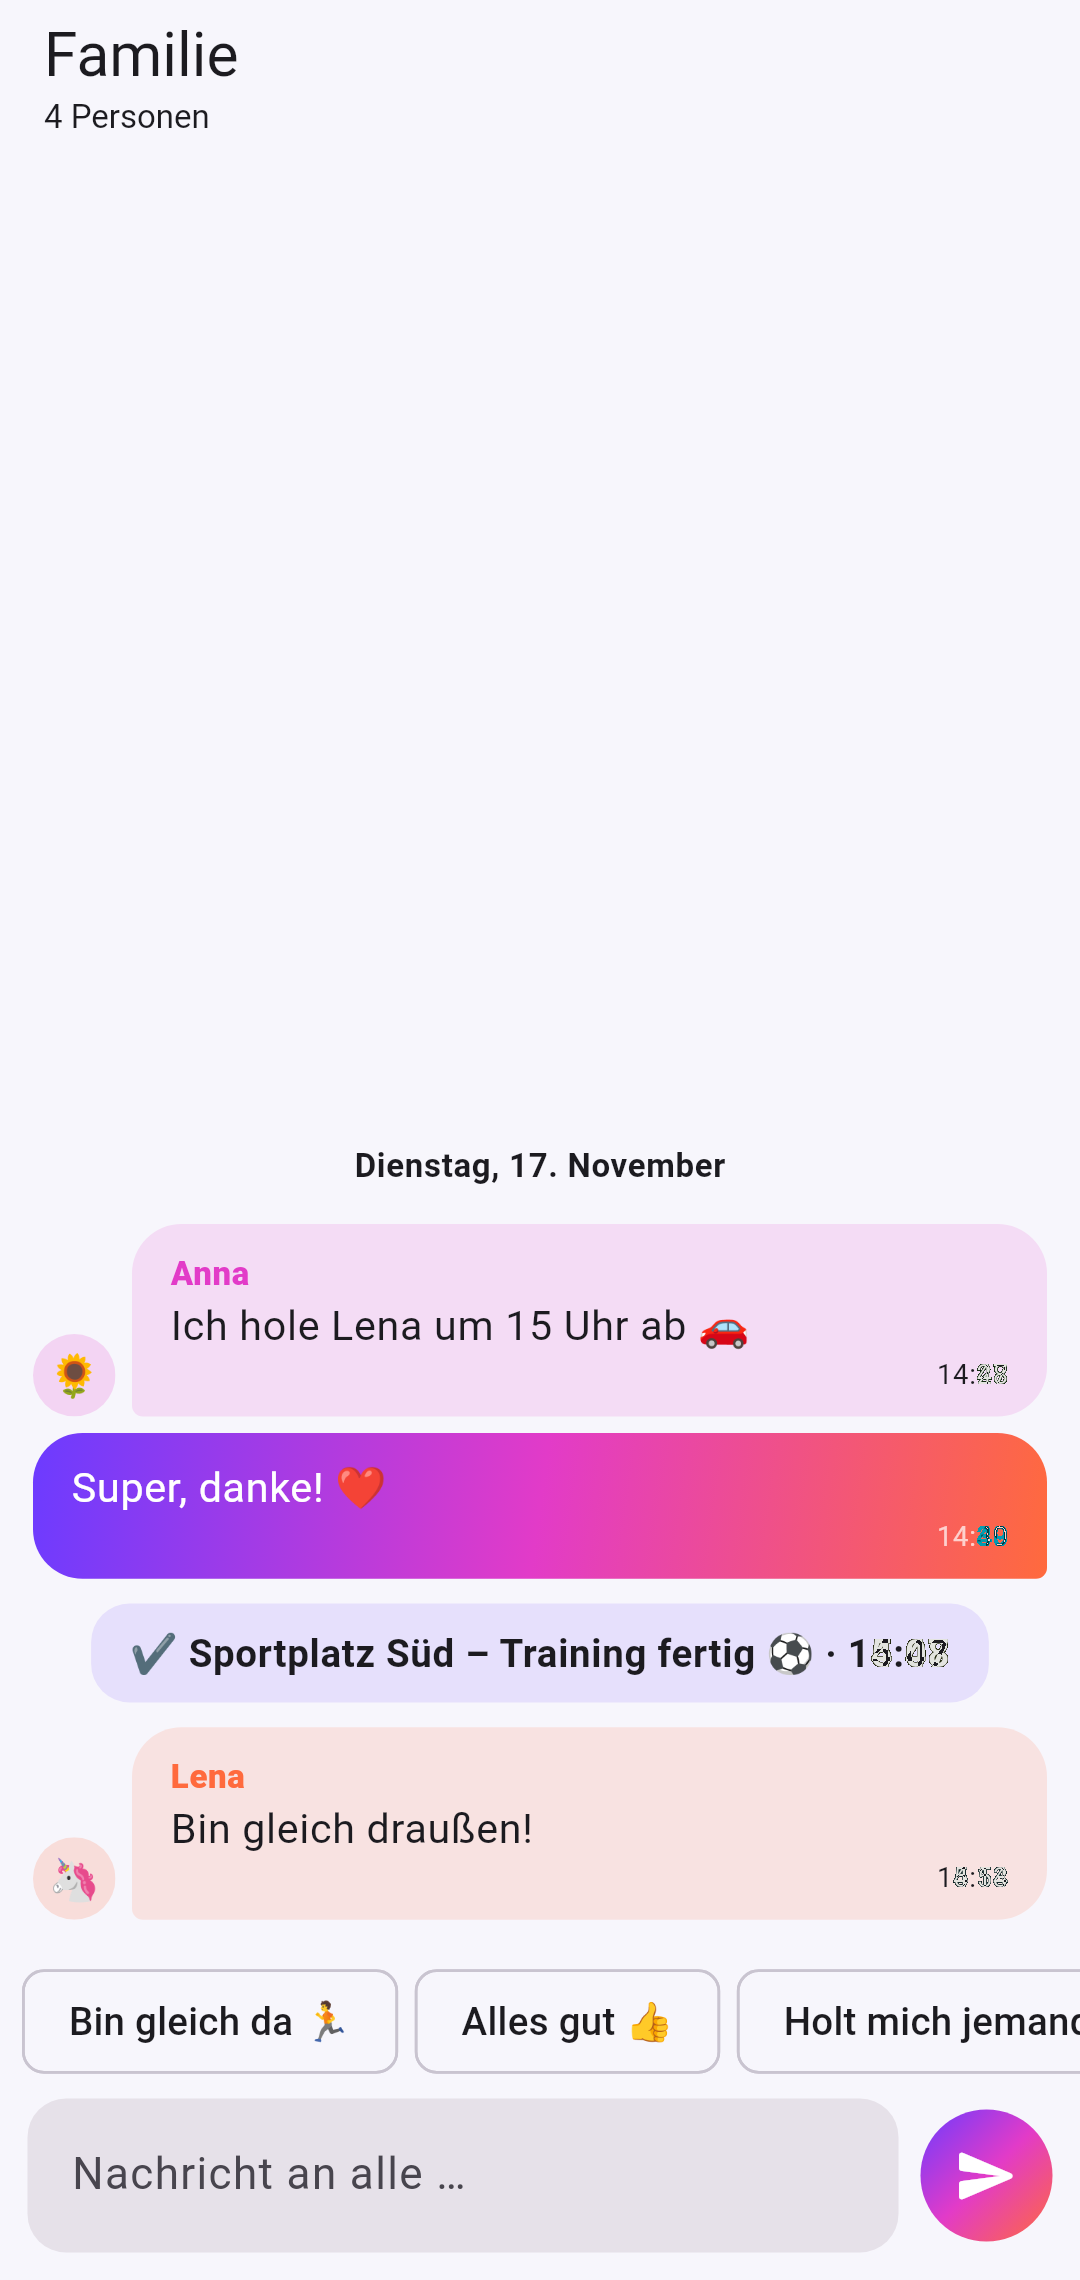 Familie
4 Personen
Dienstag, 17. November
Anna
Ich hole Lena um 15 Uhr ab 🚗
Super, danke! ❤️
✔️ Sportplatz Süd – Training fertig ⚽ ·
Lena
Bin gleich draußen!
Bin gleich da 🏃
Alles gut 👍
Holt mich jemand
Nachricht an alle …